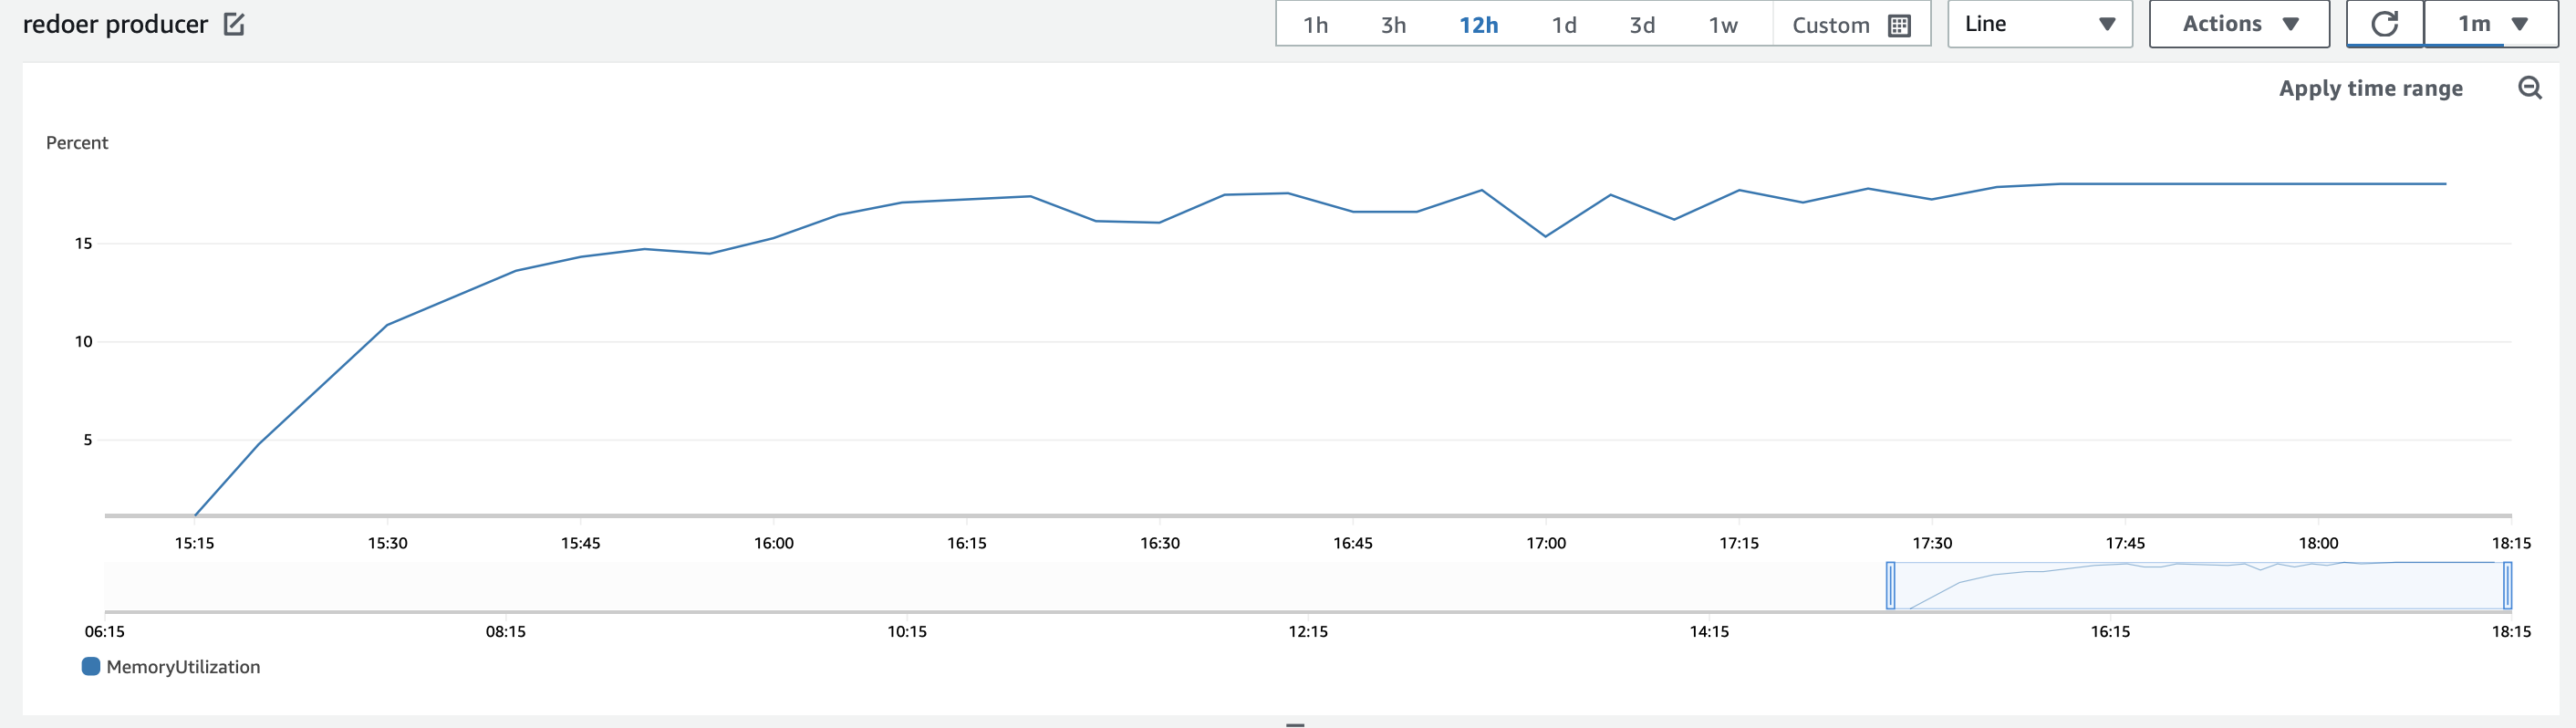 redoer producer 1h 3h 12h 1d 3d 1w Custom Line Actions 1m
Apply time range
Percent
15
10
5
15:15 15:30 15:45 16:00 16:15 16:30 16:45 17:00 17:15 17:30 17:45 18:00 18:15
06:15 08:15 10:15 12:15 14:15 16:15 18:15
MemoryUtilization